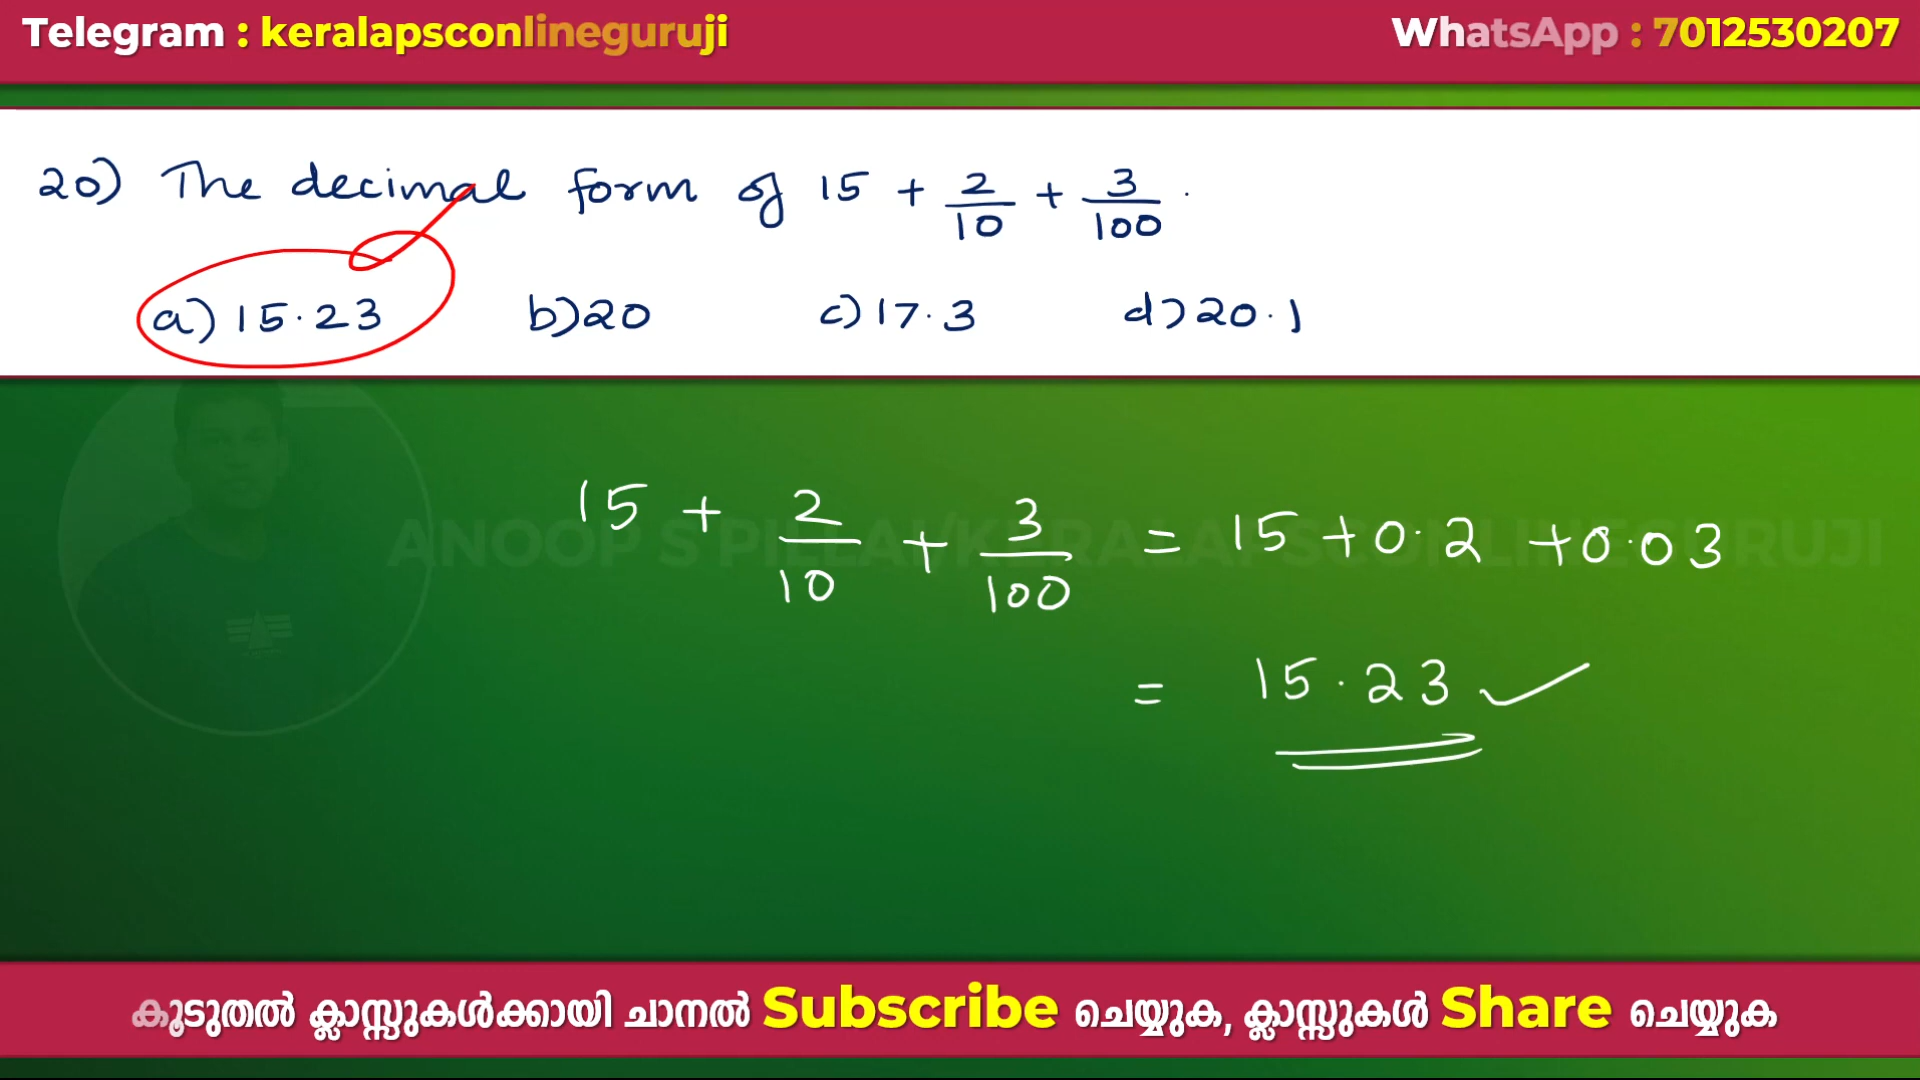 Telegram : keralapsconlineguruji
WhatsApp : 7012530207
20) The decimal form of 15 + 2/10 + 3/100 .
a) 15.23 b) 20 c) 17.3 d) 20.1
ANOOP S PILLAI/KERALAPSCONLINEGURUJI
15 + 2/10 + 3/100 = 15 + 0.2 + 0.03
= 15.23 ✓
കൂടുതൽ ക്ലാസ്സുകൾക്കായി ചാനൽ Subscribe ചെയ്യുക, ക്ലാസ്സുകൾ Share ചെയ്യുക